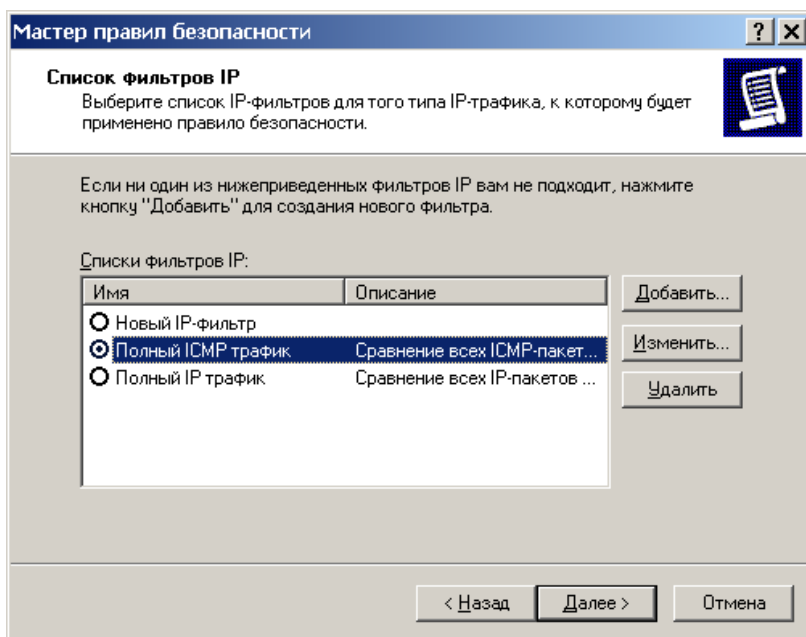 Мастер правил безопасности
Список фильтров IP
Выберите список IP-фильтров для того типа IP-трафика, к которому будет
применено правило безопасности.
Если ни один из нижеприведенных фильтров IP вам не подходит, нажмите
кнопку "Добавить" для создания нового фильтра.
Списки фильтров IP:
Имя Описание
Новый IP-фильтр
Полный ICMP трафик Сравнение всех ICMP-пакет...
Полный IP трафик Сравнение всех IP-пакетов ...
Добавить...
Изменить...
Удалить
< Назад Далее > Отмена